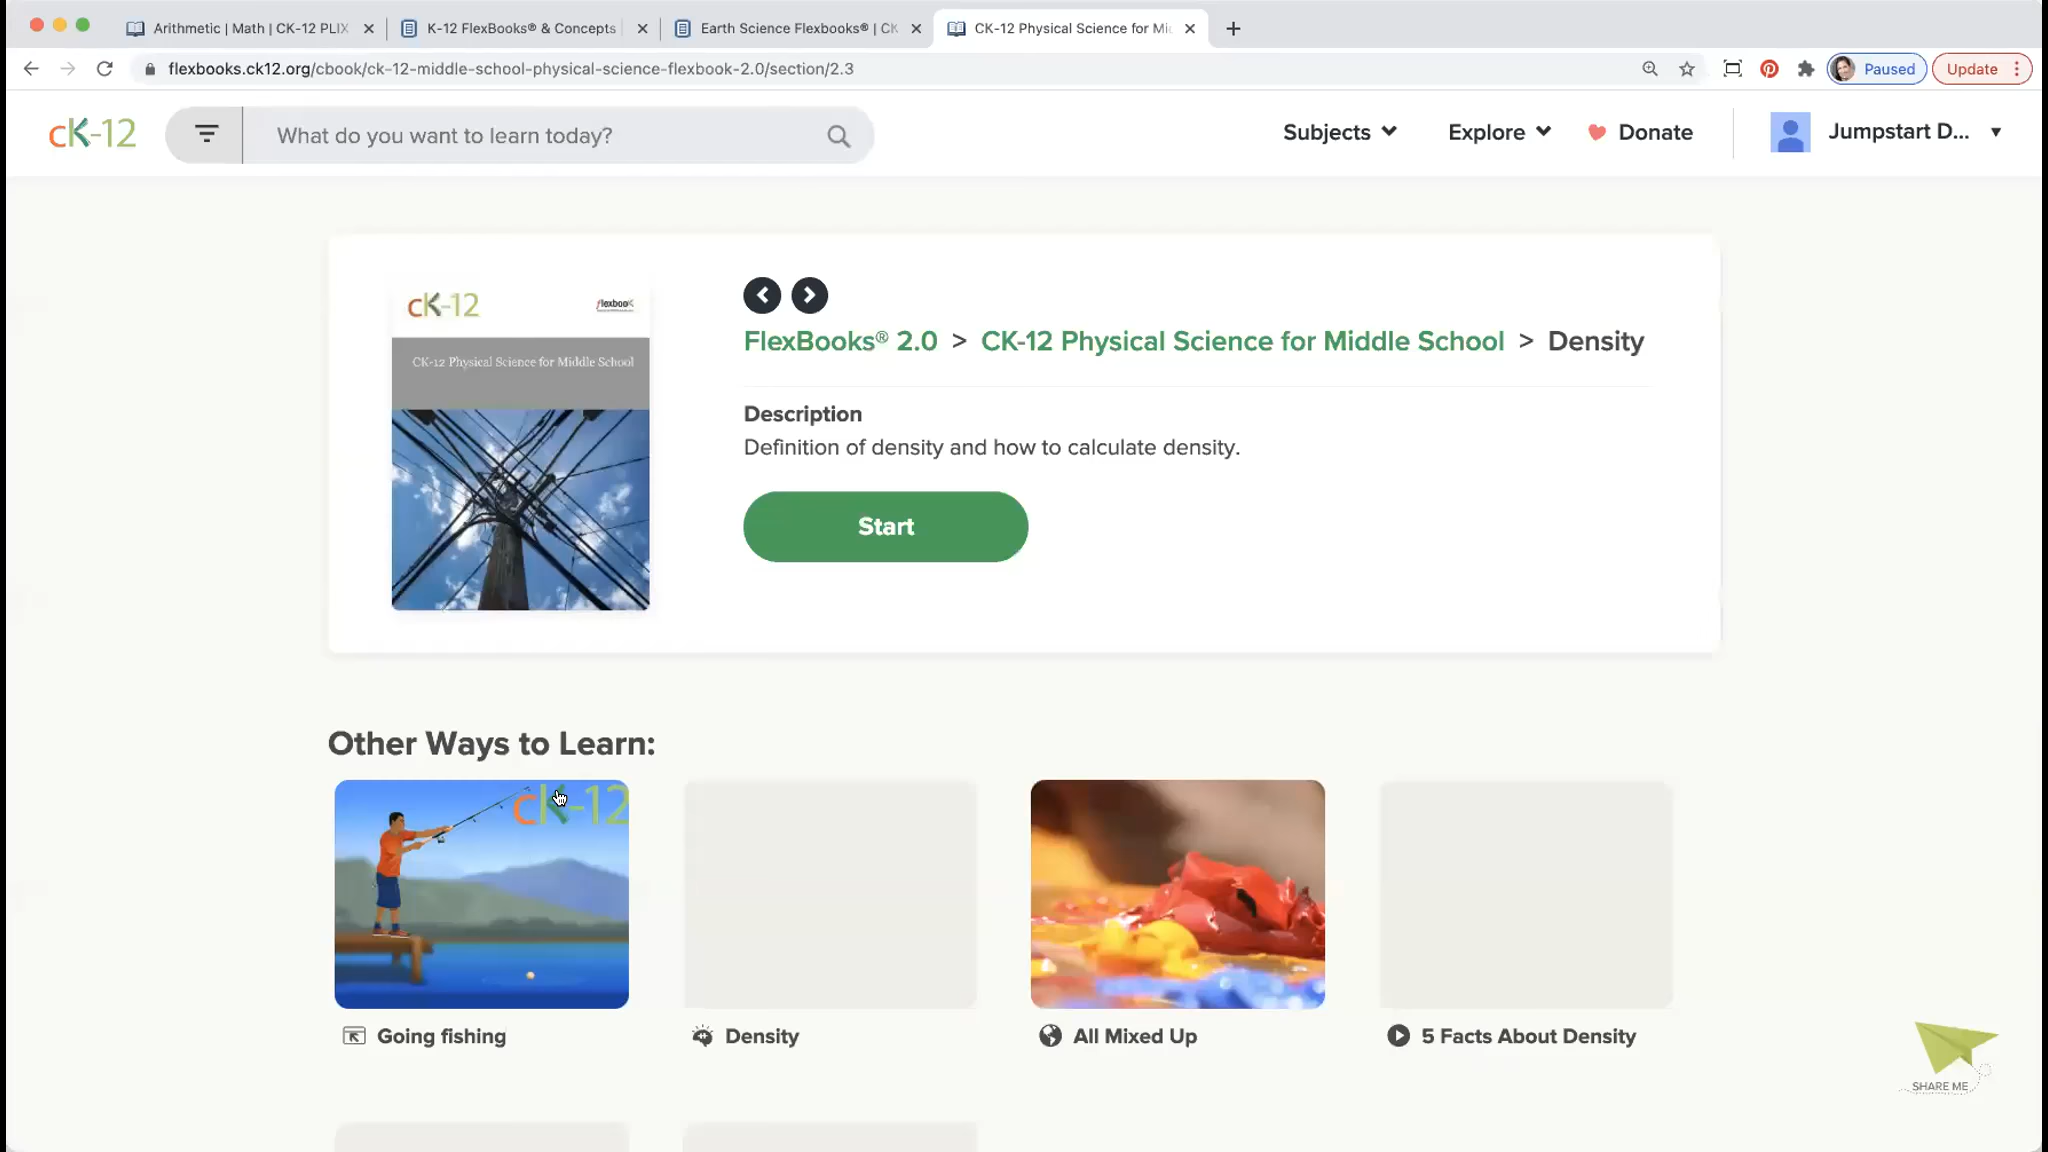 Arithmetic | Math | CK-12 PLIX
K-12 FlexBooks® & Concepts
Earth Science Flexbooks® | CK
CK-12 Physical Science for Mi
flexbooks.ck12.org/cbook/ck-12-middle-school-physical-science-flexbook-2.0/section/2.3
Paused
Update
cK-12
What do you want to learn today?
Subjects
Explore
Donate
Jumpstart D...
cK-12
flexbook
CK-12 Physical Science for Middle School
FlexBooks® 2.0 > CK-12 Physical Science for Middle School > Density
Description
Definition of density and how to calculate density.
Start
Other Ways to Learn:
cK-12
Going fishing
Density
All Mixed Up
5 Facts About Density
SHARE ME